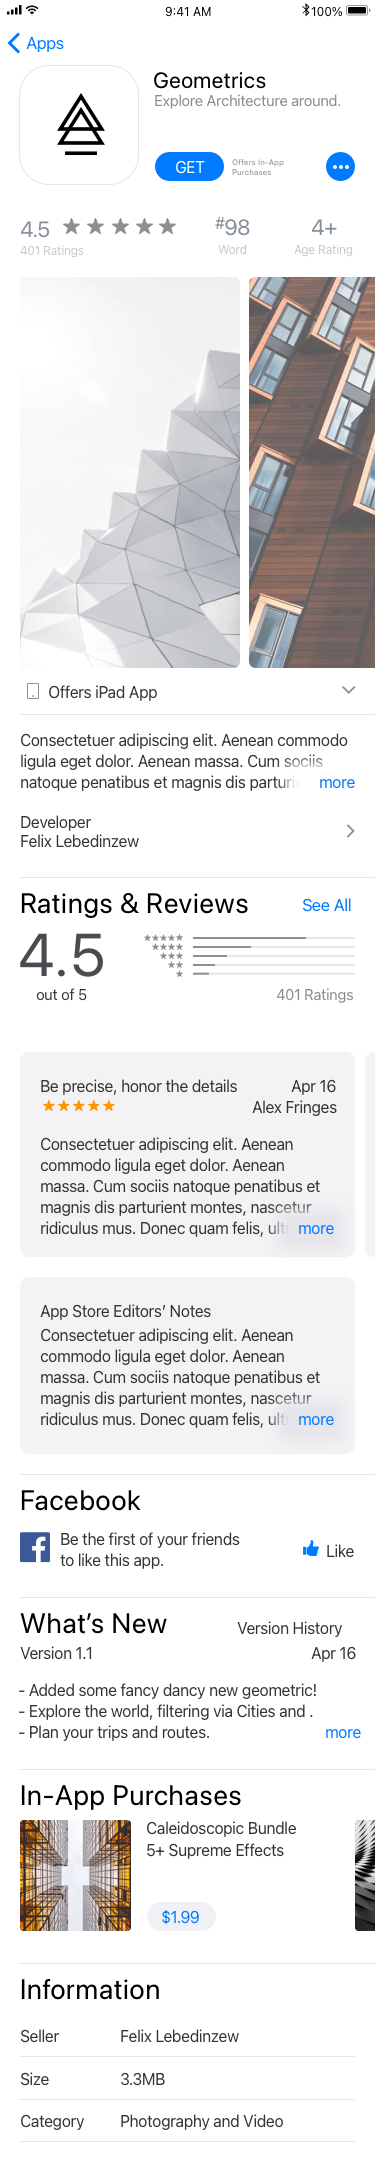 9:41 AM 100%
Apps
Geometrics
Explore Architecture around.
GET
Offers In-App
Purchases
4.5 #98 4+
401 Ratings Word Age Rating
Offers iPad App
Consectetuer adipiscing elit. Aenean commodo
ligula eget dolor. Aenean massa. Cum sociis
natoque penatibus et magnis dis parturie more
Developer
Felix Lebedinzew
Ratings & Reviews See All
4.5
out of 5 401 Ratings
Be precise, honor the details Apr 16
Alex Fringes
Consectetuer adipiscing elit. Aenean
commodo ligula eget dolor. Aenean
massa. Cum sociis natoque penatibus et
magnis dis parturient montes, nascetur
ridiculus mus. Donec quam felis, ultr more
App Store Editors’ Notes
Consectetuer adipiscing elit. Aenean
commodo ligula eget dolor. Aenean
massa. Cum sociis natoque penatibus et
magnis dis parturient montes, nascetur
ridiculus mus. Donec quam felis, ultr more
Facebook
Be the first of your friends
to like this app.
Like
What’s New Version History
Version 1.1 Apr 16
- Added some fancy dancy new geometric!
- Explore the world, filtering via Cities and .
- Plan your trips and routes. more
In-App Purchases
Caleidoscopic Bundle
5+ Supreme Effects
$1.99
Information
Seller Felix Lebedinzew
Size 3.3MB
Category Photography and Video